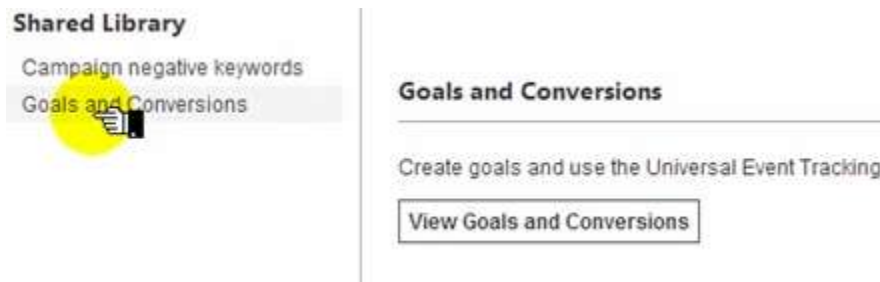 Shared Library
Campaign negative keywords
Goals and Conversions
Goals and Conversions
Create goals and use the Universal Event Tracking
View Goals and Conversions